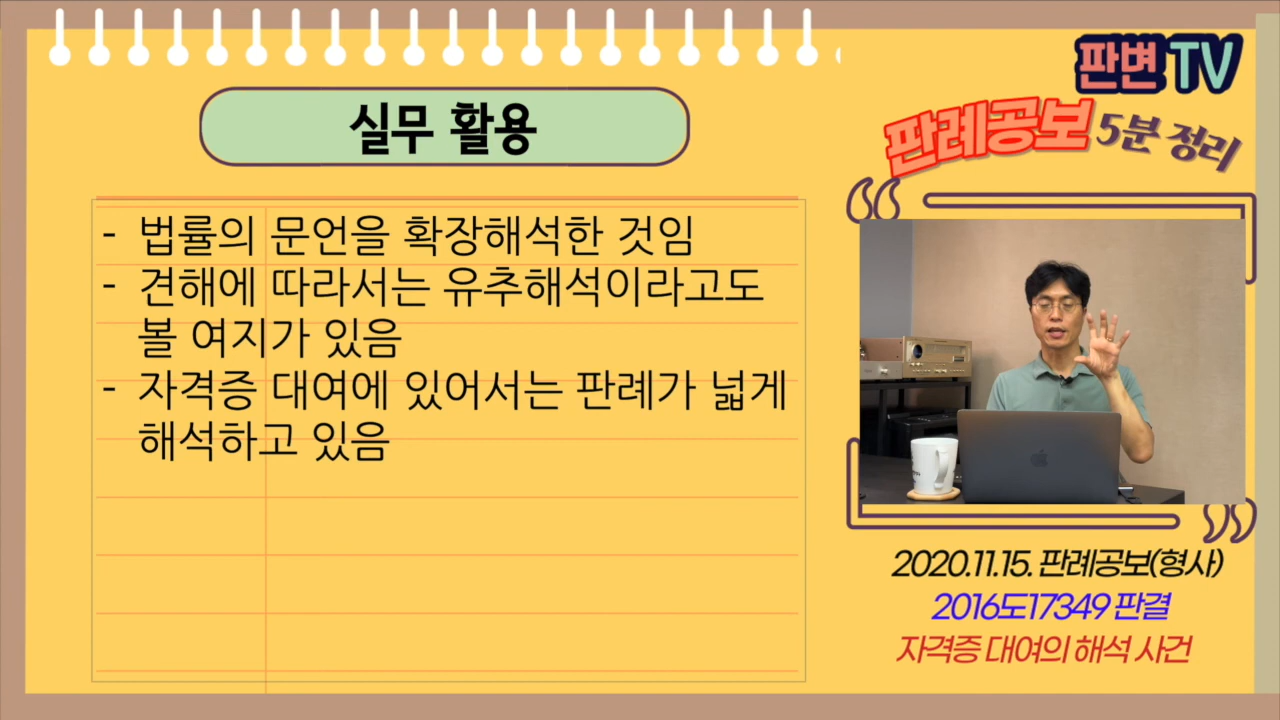 판변 TV
판례공보 5분 정리
실무 활용
- 법률의 문언을 확장해석한 것임
- 견해에 따라서는 유추해석이라고도
볼 여지가 있음
- 자격증 대여에 있어서는 판례가 넓게
해석하고 있음
2020.11.15. 판례공보(형사)
2016도17349 판결
자격증 대여의 해석 사건